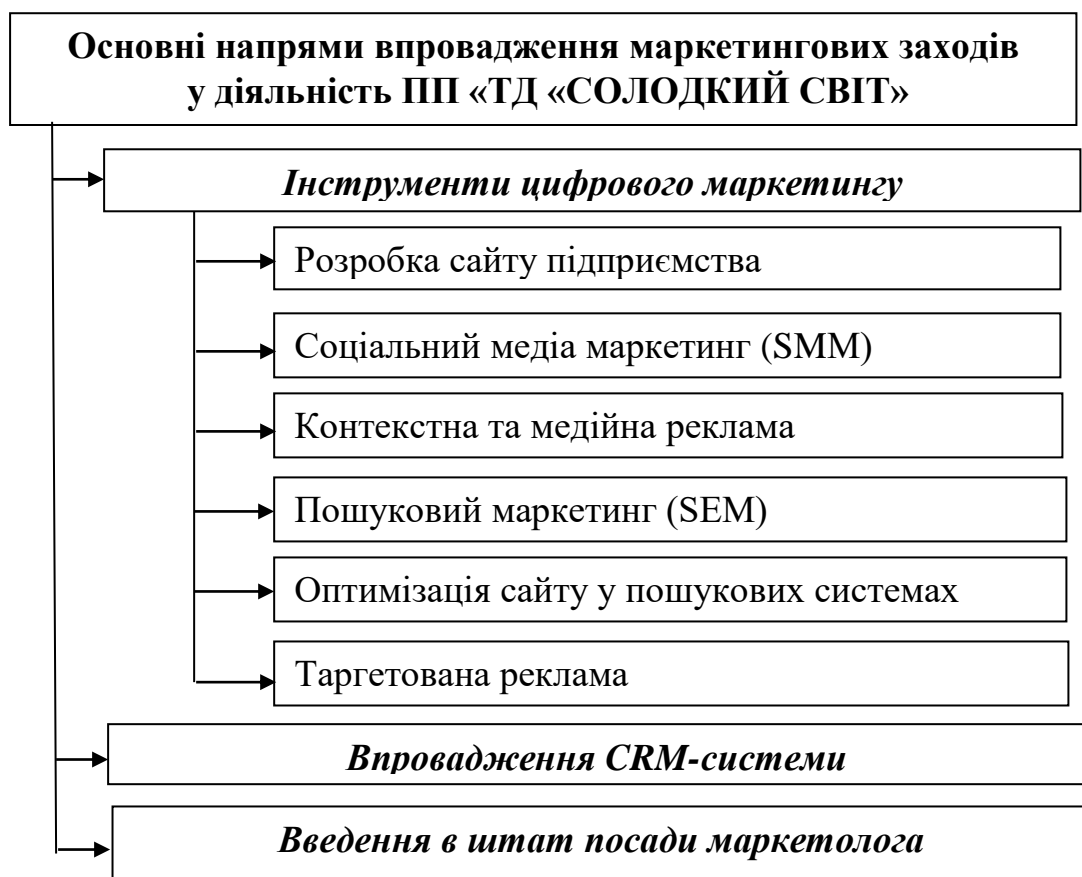 Основні напрями впровадження маркетингових заходів
у діяльність ПП «ТД «СОЛОДКИЙ СВІТ»
Інструменти цифрового маркетингу
Розробка сайту підприємства
Соціальний медіа маркетинг (SMM)
Контекстна та медійна реклама
Пошуковий маркетинг (SEM)
Оптимізація сайту у пошукових системах
Таргетована реклама
Впровадження CRM-системи
Введення в штат посади маркетолога